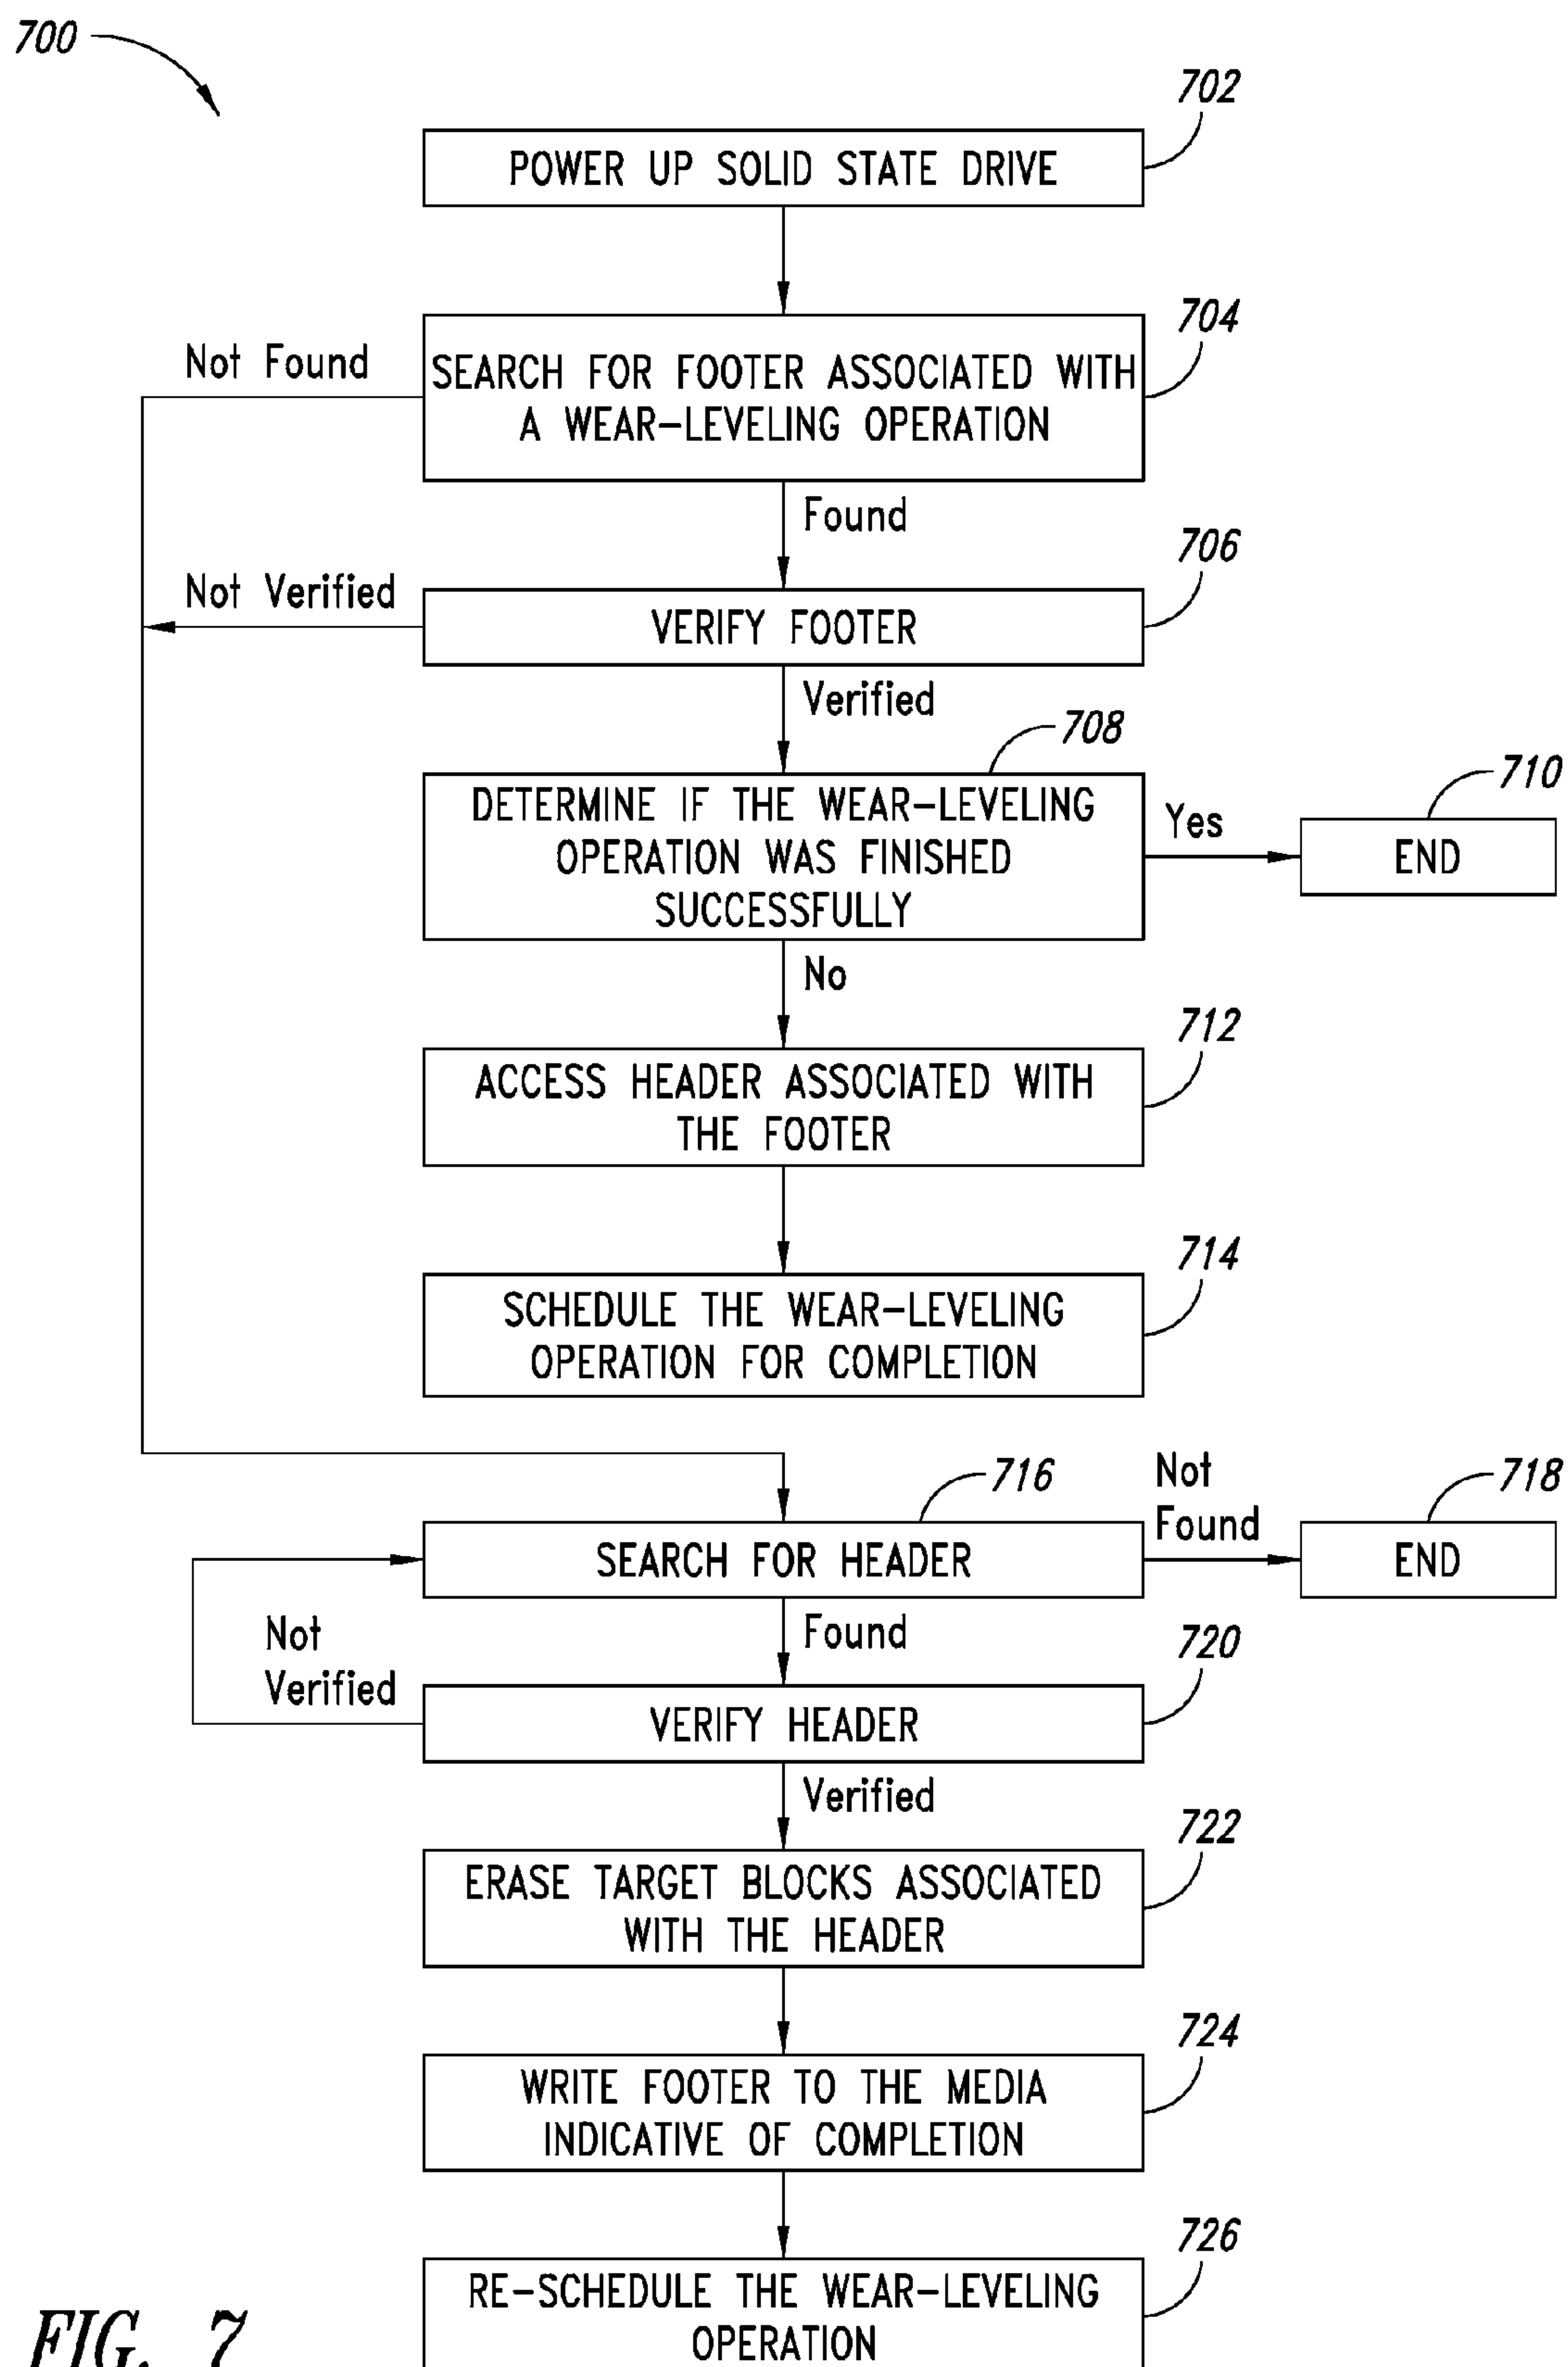 700
702
POWER UP SOLID STATE DRIVE
704
Not Found
SEARCH FOR FOOTER ASSOCIATED WITH
A WEAR-LEVELING OPERATION
Found
706
Not Verified
VERIFY FOOTER
Verified
708
710
DETERMINE IF THE WEAR-LEVELING
OPERATION WAS FINISHED
SUCCESSFULLY
Yes
END
No
712
ACCESS HEADER ASSOCIATED WITH
THE FOOTER
714
SCHEDULE THE WEAR-LEVELING
OPERATION FOR COMPLETION
716
Not
Found
718
SEARCH FOR HEADER
END
Found
Not
Verified
720
VERIFY HEADER
Verified
722
ERASE TARGET BLOCKS ASSOCIATED
WITH THE HEADER
724
WRITE FOOTER TO THE MEDIA
INDICATIVE OF COMPLETION
726
RE-SCHEDULE THE WEAR-LEVELING
OPERATION
FIG. 7